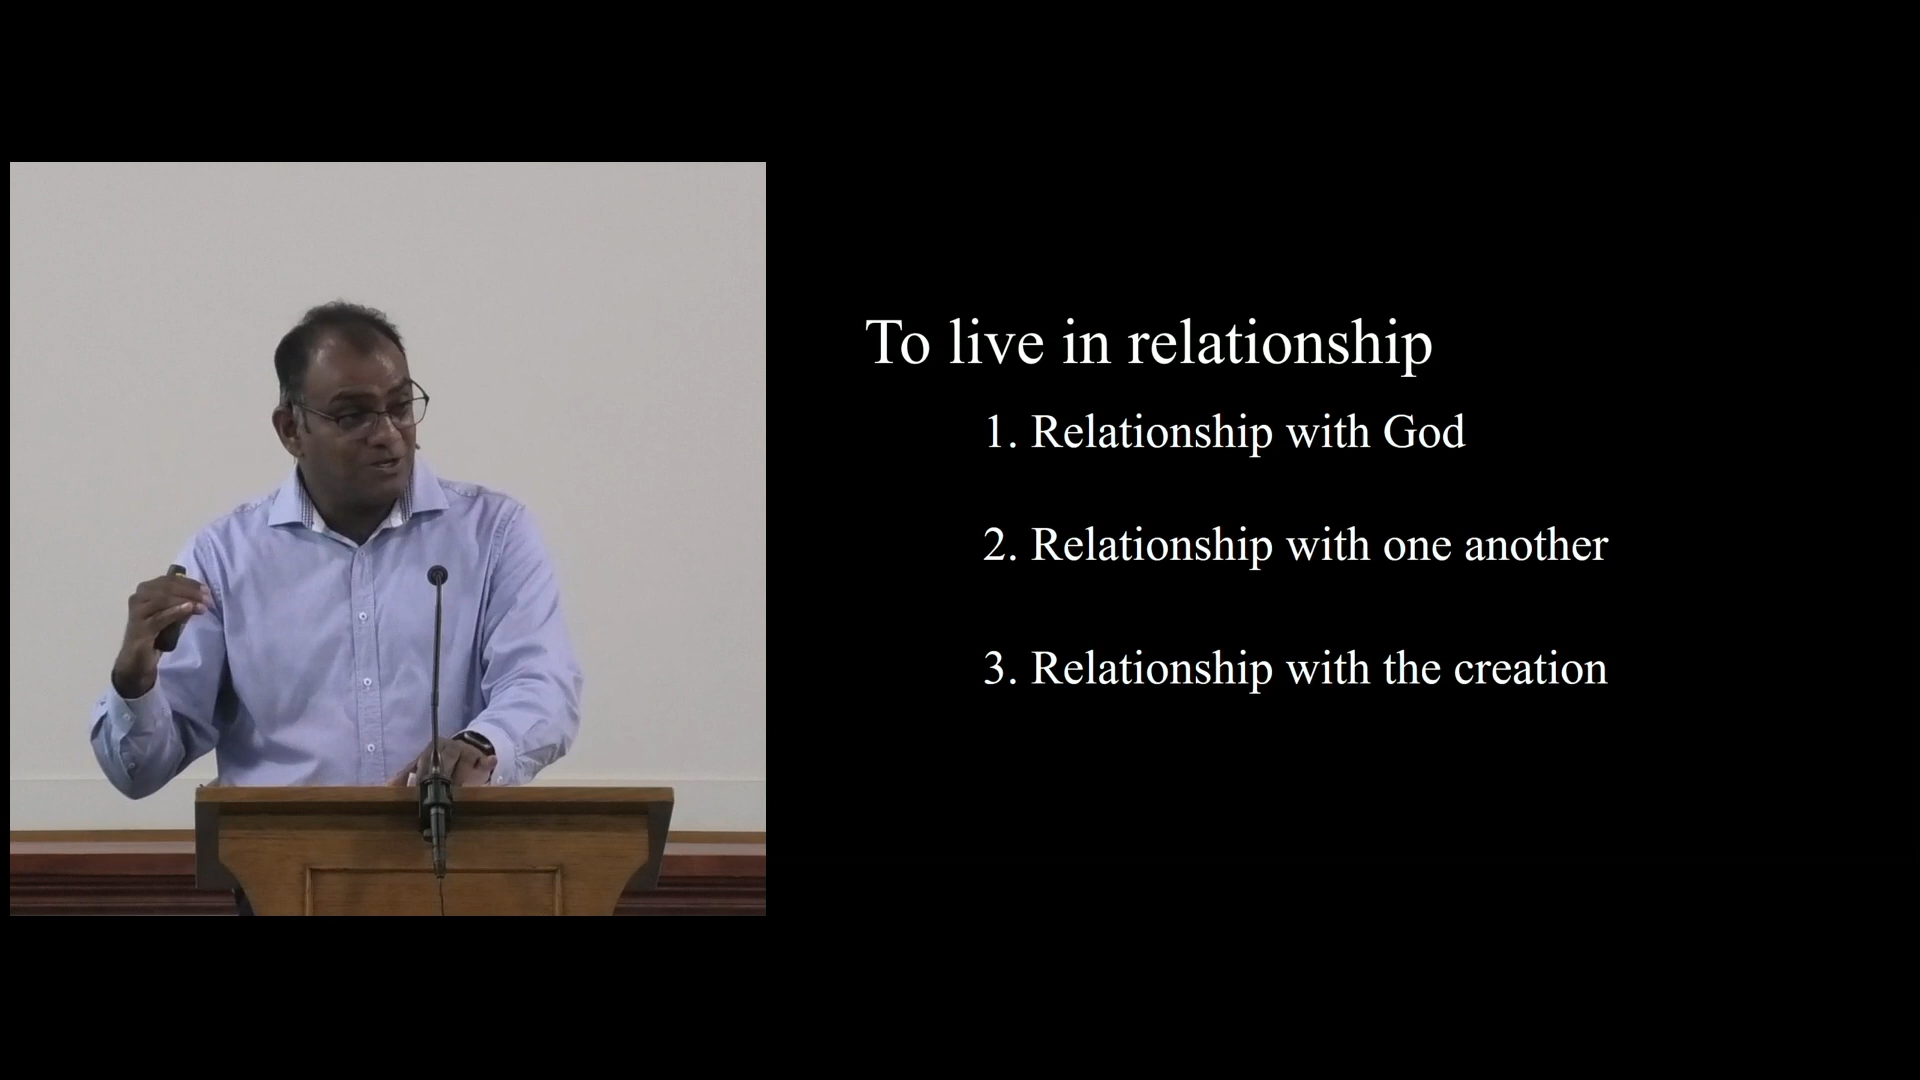 To live in relationship
1. Relationship with God
2. Relationship with one another
3. Relationship with the creation